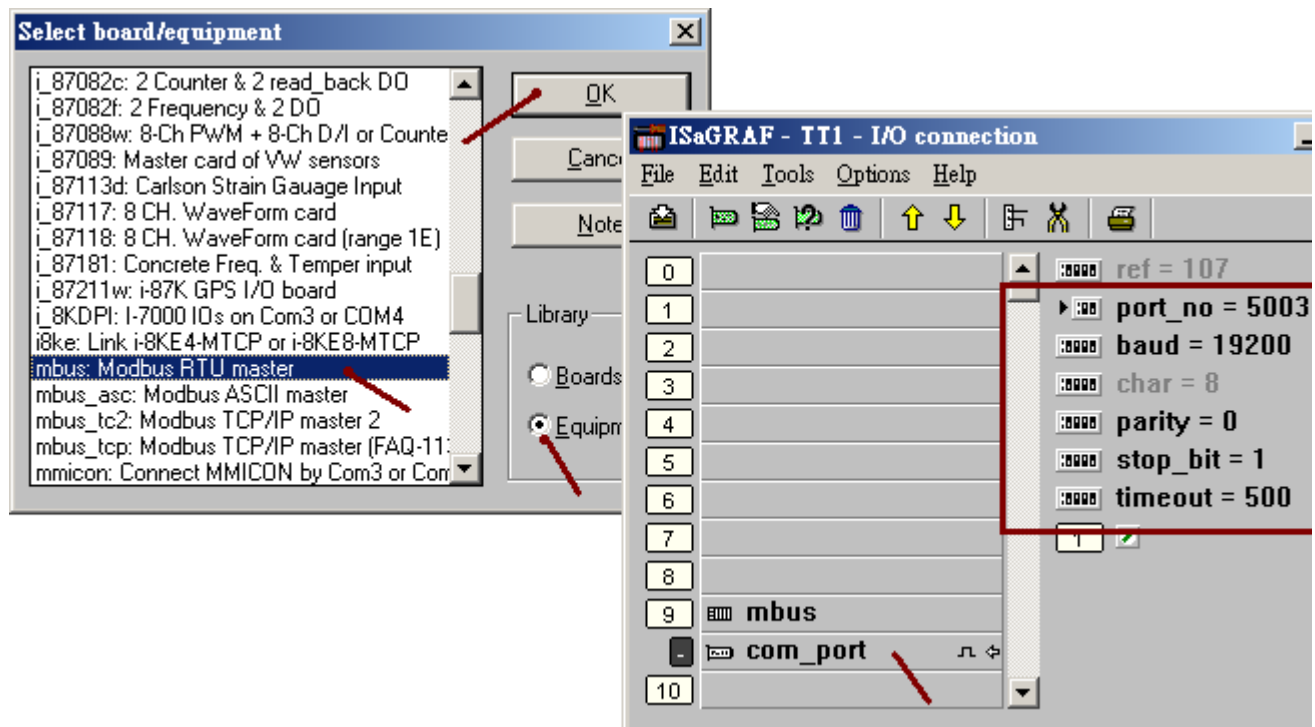 Select board/equipment
i_87082c: 2 Counter & 2 read_back DO
i_87082f: 2 Frequency & 2 DO
i_87088w: 8-Ch PWM + 8-Ch D/I or Counte
i_87089: Master card of VW sensors
i_87113d: Carlson Strain Gauage Input
i_87117: 8 CH. WaveForm card
i_87118: 8 CH. WaveForm card (range 1E)
i_87181: Concrete Freq. & Temper input
i_87211w: i-87K GPS I/O board
i_8KDPI: I-7000 IOs on Com3 or COM4
i8ke: Link i-8KE4-MTCP or i-8KE8-MTCP
mbus: Modbus RTU master
mbus_asc: Modbus ASCII master
mbus_tc2: Modbus TCP/IP master 2
mbus_tcp: Modbus TCP/IP master (FAQ-11
mmicon: Connect MMICON by Com3 or Com
OK
Canc
Note
Library
Boards
Equipm
ISaGRAF - TT1 - I/O connection
File Edit Tools Options Help
0
1
2
3
4
5
6
7
8
9 mbus
- com_port
10
ref = 107
port_no = 5003
baud = 19200
char = 8
parity = 0
stop_bit = 1
timeout = 500
1